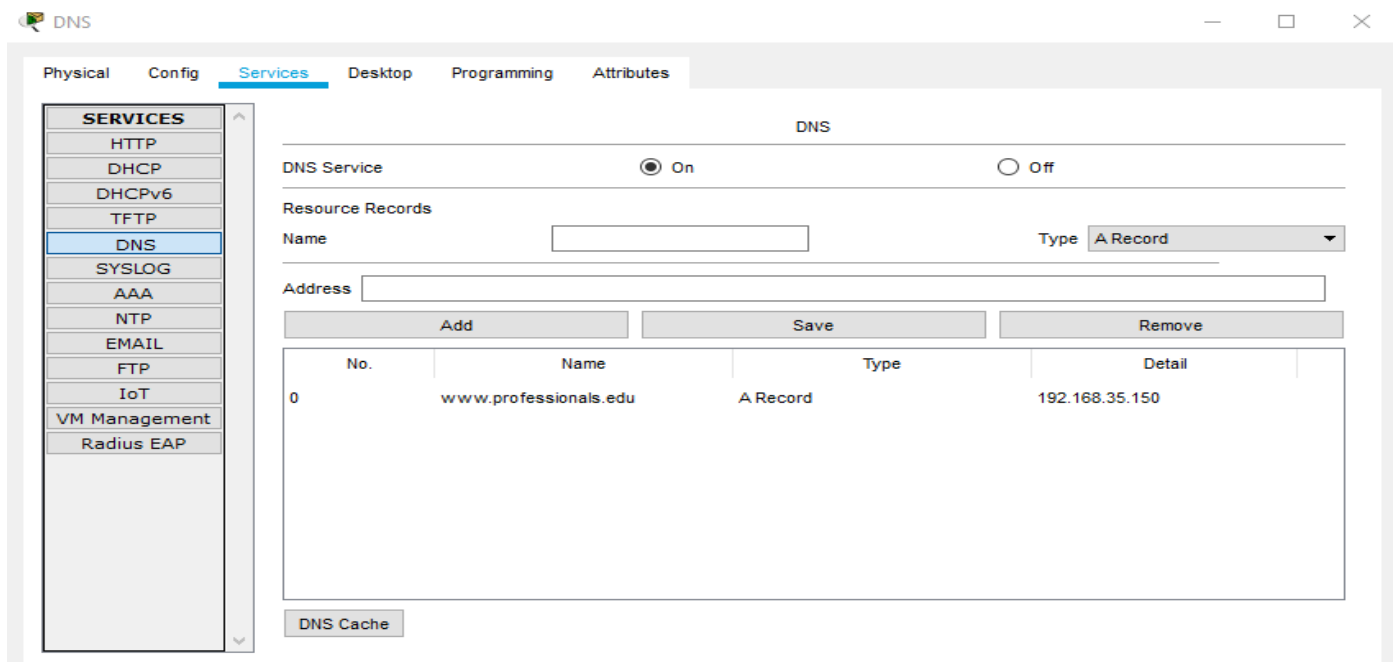 DNS
Physical Config Services Desktop Programming Attributes
SERVICES
HTTP
DHCP
DHCPv6
TFTP
DNS
SYSLOG
AAA
NTP
EMAIL
FTP
IoT
VM Management
Radius EAP
DNS
DNS Service On Off
Resource Records
Name Type A Record
Address
Add Save Remove
No. Name Type Detail
0 www.professionals.edu A Record 192.168.35.150
DNS Cache